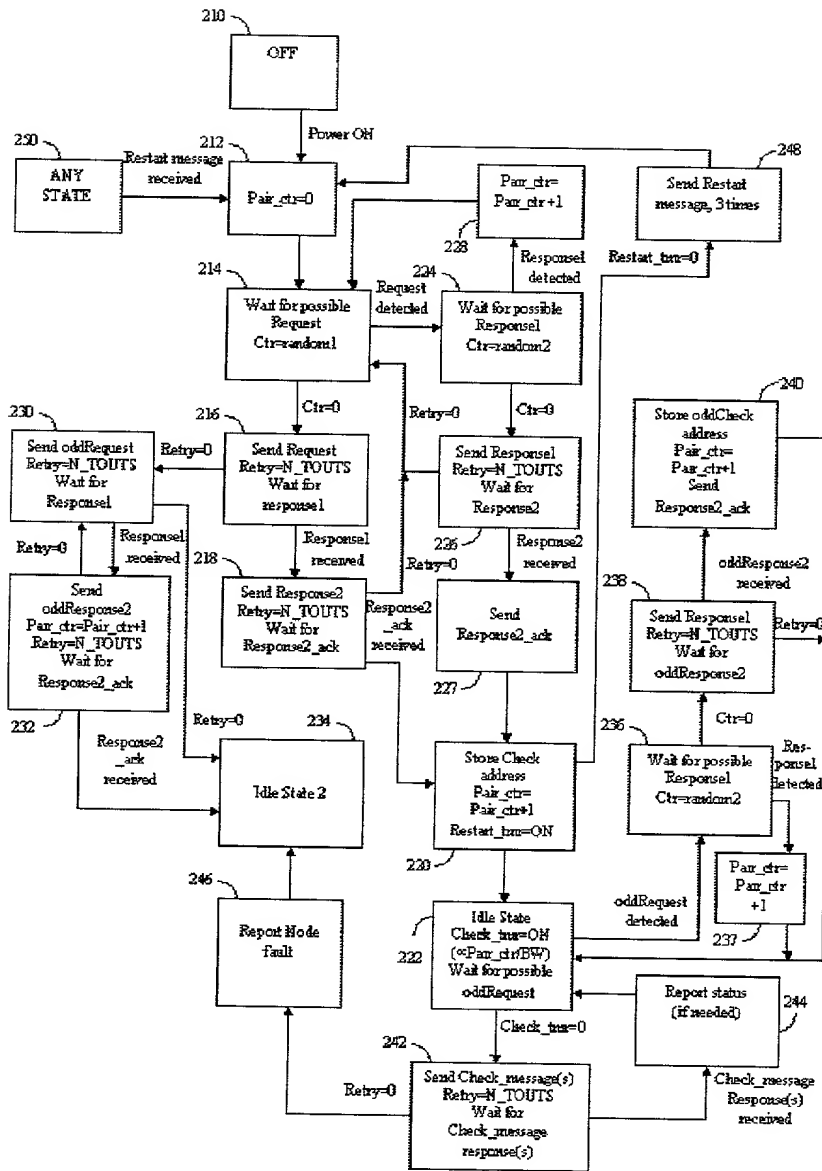 210
OFF
Power ON
250
ANY
STATE
Restart message
received
212
Pair_ctr=0
Pair_ctr=
Pair_ctr+1
228
248
Send Restart
message, 3 times
Response1
detected
Restart_tmr=0
214
Wait for possible
Request
Ctr=random1
Request
detected
224
Wait for possible
Response1
Ctr=random2
Ctr=0
Retry=0
Ctr=0
230
Send oddRequest
Retry=N_TOUTS
Wait for
Response1
Retry=0
216
Send Request
Retry=N_TOUTS
Wait for
response1
Send Response1
Retry=N_TOUTS
Wait for
Response2
226
240
Store oddCheck
address
Pair_ctr=
Pair_ctr+1
Send
Response2_ack
Retry=0
Response1
received
Response1
received
Retry=0
Response2
received
oddResponse2
received
Send
oddResponse2
Pair_ctr=Pair_ctr+1
Retry=N_TOUTS
Wait for
Response2_ack
232
218
Send Response2
Retry=N_TOUTS
Wait for
Response2_ack
Response2
_ack
received
Send
Response2_ack
227
238
Send Response1
Retry=N_TOUTS
Wait for
oddResponse2
Retry=0
Ctr=0
Response2
_ack
received
Retry=0
234
Idle State 2
Store Check
address
Pair_ctr=
Pair_ctr+1
Restart_tmr=ON
220
236
Wait for possible
Response1
Ctr=random2
Res-
ponse1
detected
Pair_ctr=
Pair_ctr
+1
237
246
Report Node
fault
Idle State
Check_tmr=ON
(∝Pair_ctr/BW)
Wait for possible
oddRequest
222
oddRequest
detected
Report status
(if needed)
244
Check_tmr=0
242
Send Check_message(s)
Retry=N_TOUTS
Wait for
Check_message
response(s)
Retry=0
Check_message
Response(s)
received